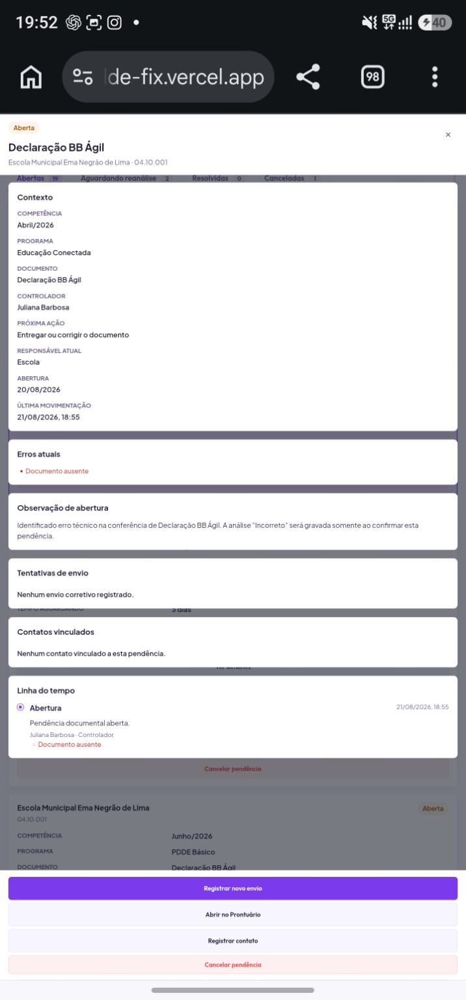 19:52
5G
40
de-fix.vercel.app
98
Aberta
×
Declaração BB Ágil
Escola Municipal Ema Negrão de Lima · 04.10.001
Abertas 19 Aguardando reanálise 2 Resolvidas 0 Canceladas 1
Contexto
COMPETÊNCIA
Abril/2026
PROGRAMA
Educação Conectada
DOCUMENTO
Declaração BB Ágil
CONTROLADOR
Juliana Barbosa
PRÓXIMA AÇÃO
Entregar ou corrigir o documento
RESPONSÁVEL ATUAL
Escola
ABERTURA
20/08/2026
ÚLTIMA MOVIMENTAÇÃO
21/08/2026, 18:55
Erros atuais
• Documento ausente
Observação de abertura
Identificado erro técnico na conferência de Declaração BB Ágil. A análise "Incorreto" será gravada somente ao confirmar esta
pendência.
Tentativas de envio
Nenhum envio corretivo registrado.
TEMPO AGUARDANDO 3 dias
Contatos vinculados
Nenhum contato vinculado a esta pendência.
Ver detalhes
Linha do tempo
Abertura 21/08/2026, 18:55
Pendência documental aberta.
Juliana Barbosa · Controlador
Documento ausente
Cancelar pendência
Escola Municipal Ema Negrão de Lima Aberta
04.10.001
COMPETÊNCIA Junho/2026
PROGRAMA PDDE Básico
DOCUMENTO Declaração BB Ágil
Registrar novo envio
Abrir no Prontuário
Registrar contato
Cancelar pendência